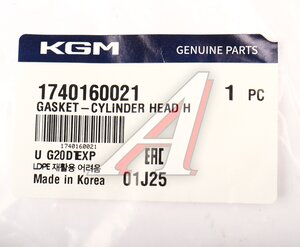 KGM
GENUINE PARTS
1740160021
1 PC
GASKET-CYLINDER HEAD H
1740160021
U G20D1EXP EAC
LDPE 재활용 어려움
Made in Korea 01J25